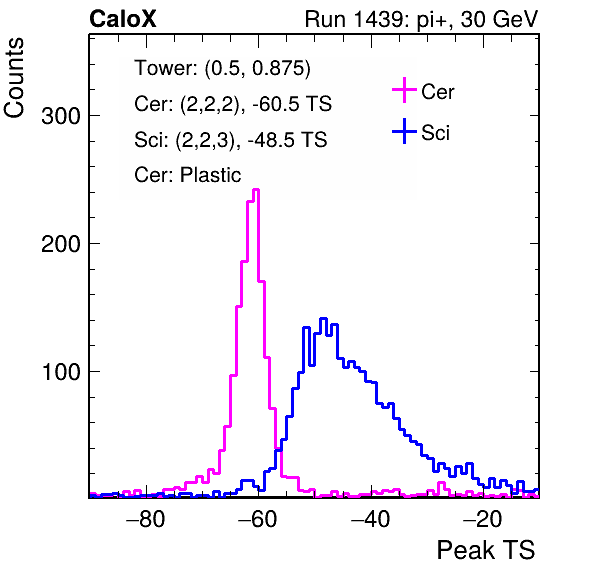 CaloX Run 1439: pi+, 30 GeV
Counts
Tower: (0.5, 0.875)
Cer: (2,2,2), -60.5 TS
Sci: (2,2,3), -48.5 TS
Cer: Plastic
Cer
Sci
300
200
100
−80 −60 −40 −20
Peak TS